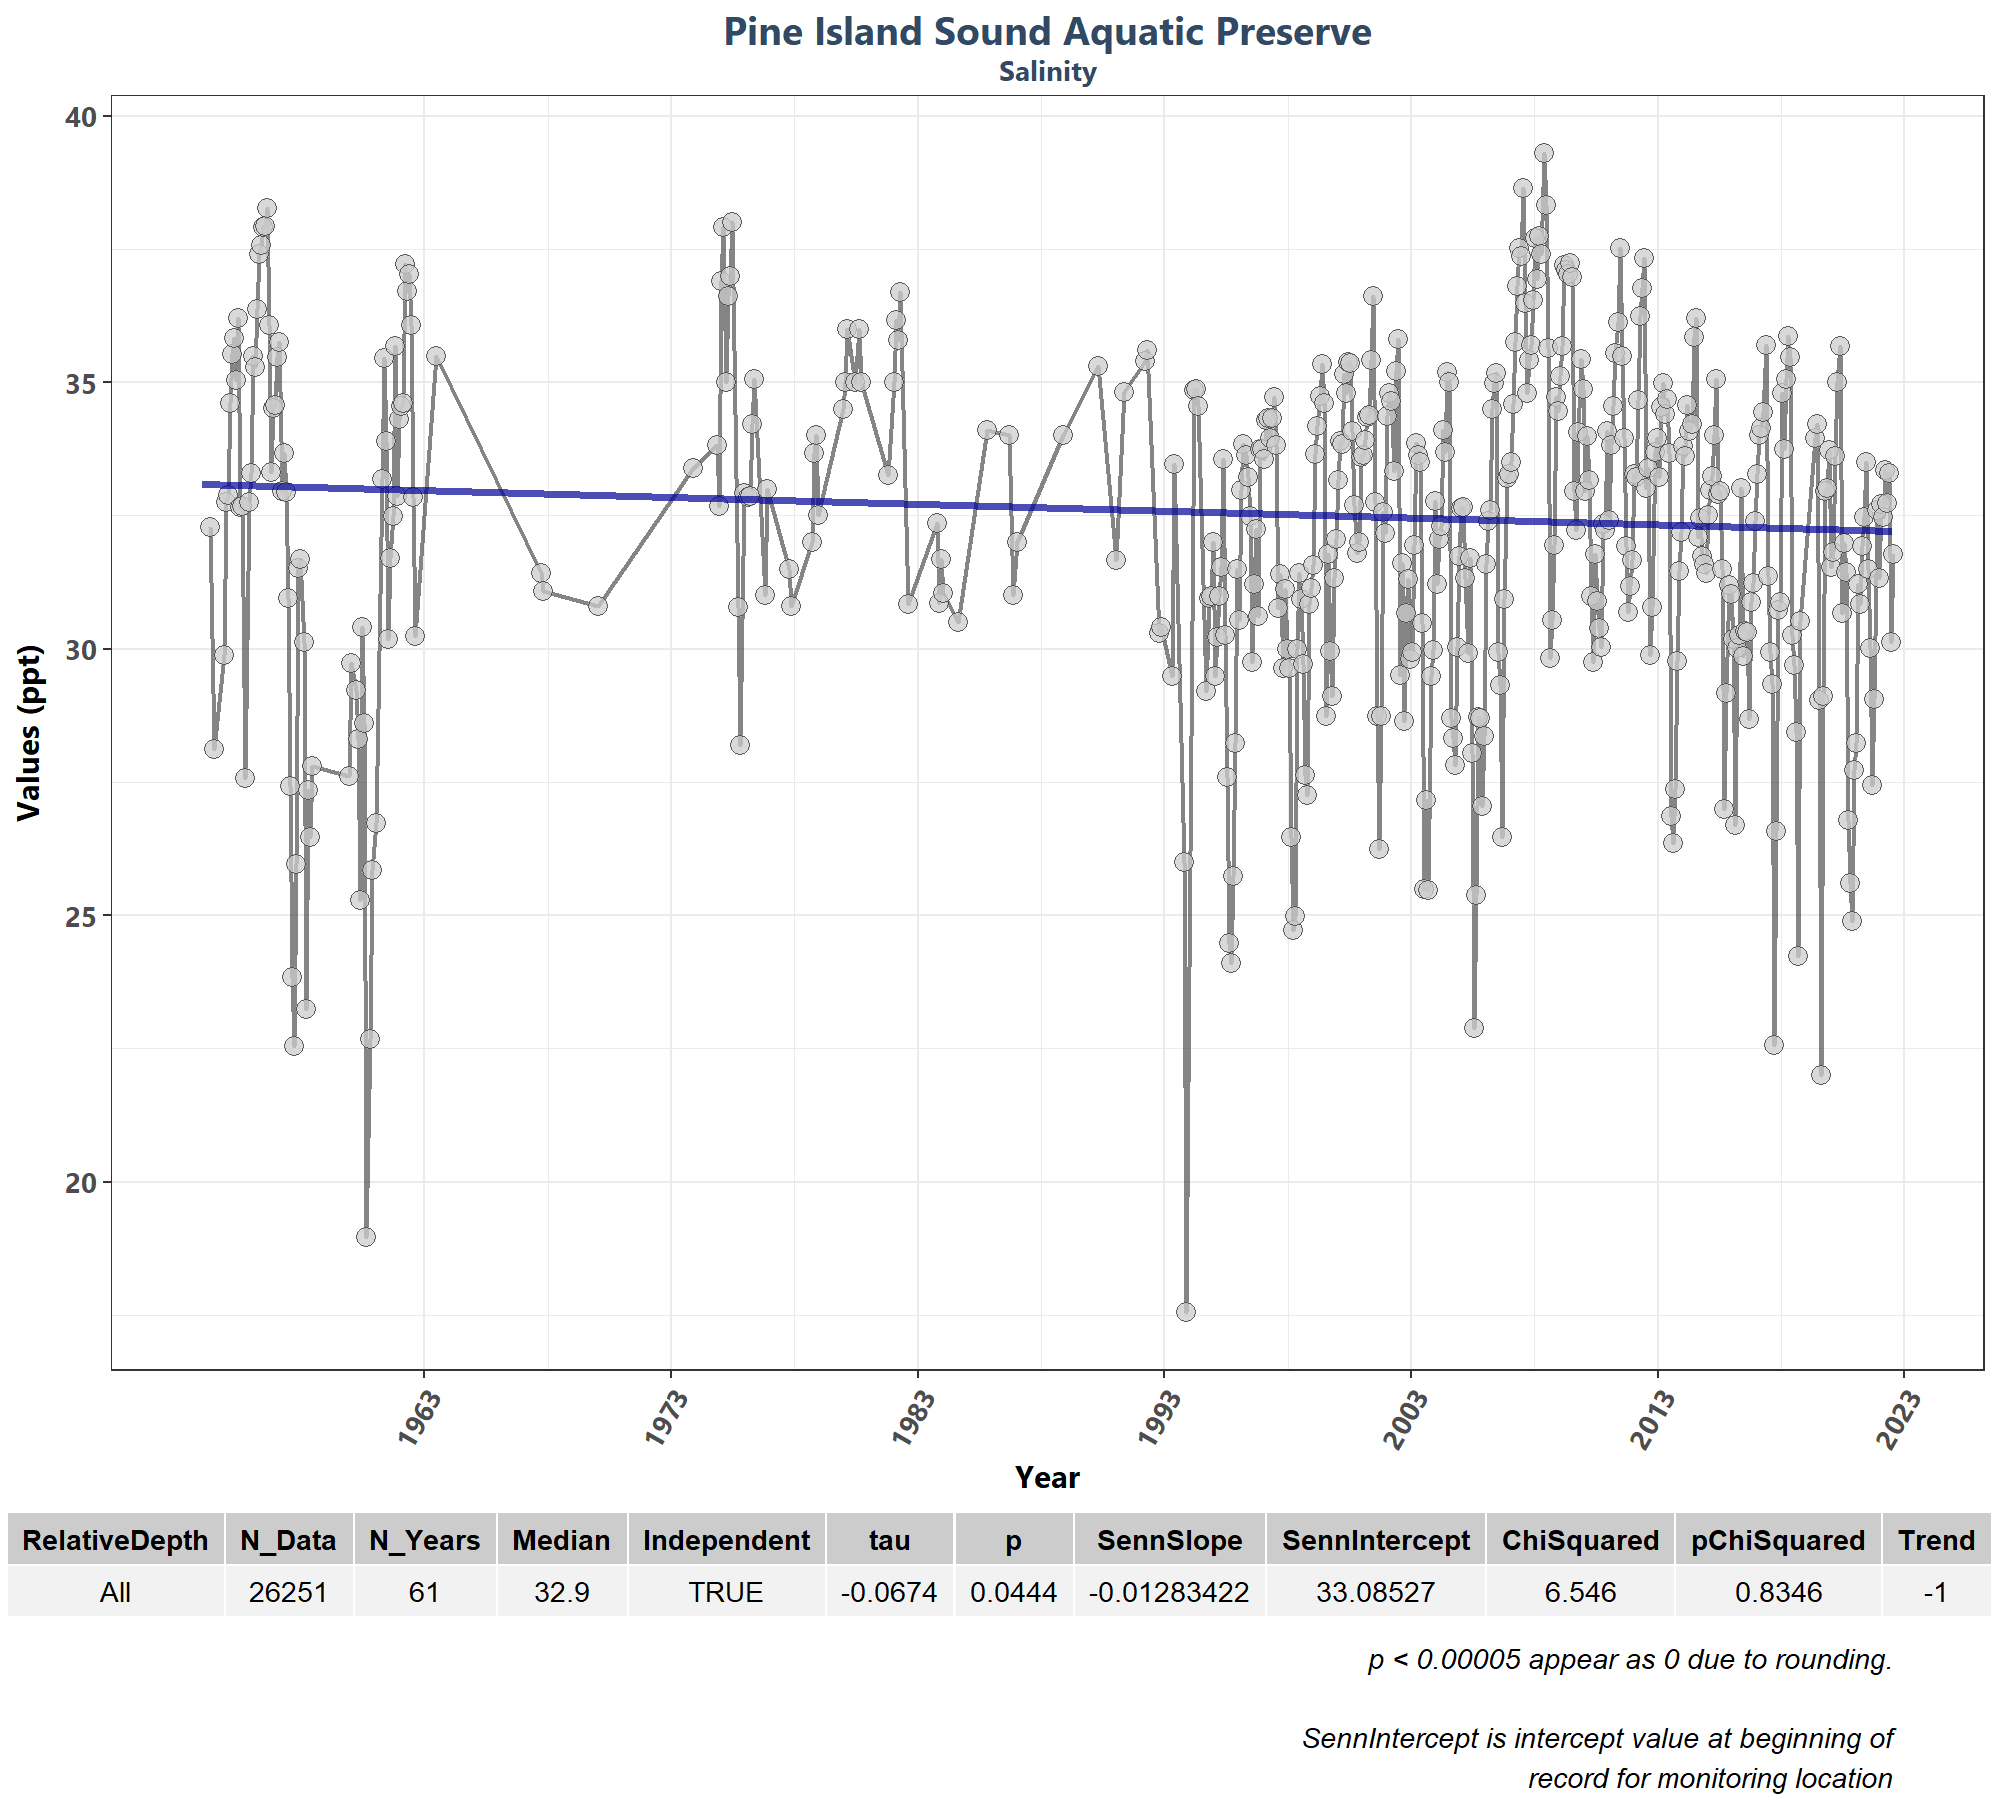 Pine Island Sound Aquatic Preserve
Salinity
40
35
30
25
20
Values (ppt)
1963 1973 1983 1993 2003 2013 2023
Year
RelativeDepth N_Data N_Years Median Independent tau p SennSlope SennIntercept ChiSquared pChiSquared Trend
All 26251 61 32.9 TRUE -0.0674 0.0444 -0.01283422 33.08527 6.546 0.8346 -1
p < 0.00005 appear as 0 due to rounding.
SennIntercept is intercept value at beginning of
record for monitoring location